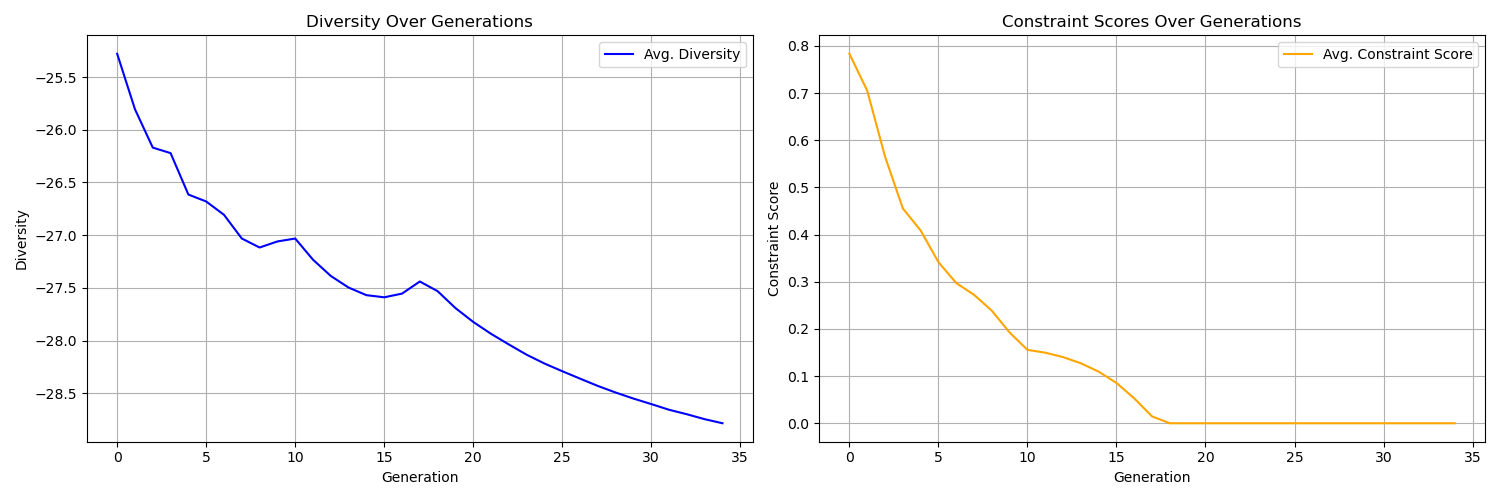 Diversity Over Generations
Avg. Diversity
Diversity
−25.5
−26.0
−26.5
−27.0
−27.5
−28.0
−28.5
0 5 10 15 20 25 30 35
Generation
Constraint Scores Over Generations
Avg. Constraint Score
Constraint Score
0.8
0.7
0.6
0.5
0.4
0.3
0.2
0.1
0.0
0 5 10 15 20 25 30 35
Generation